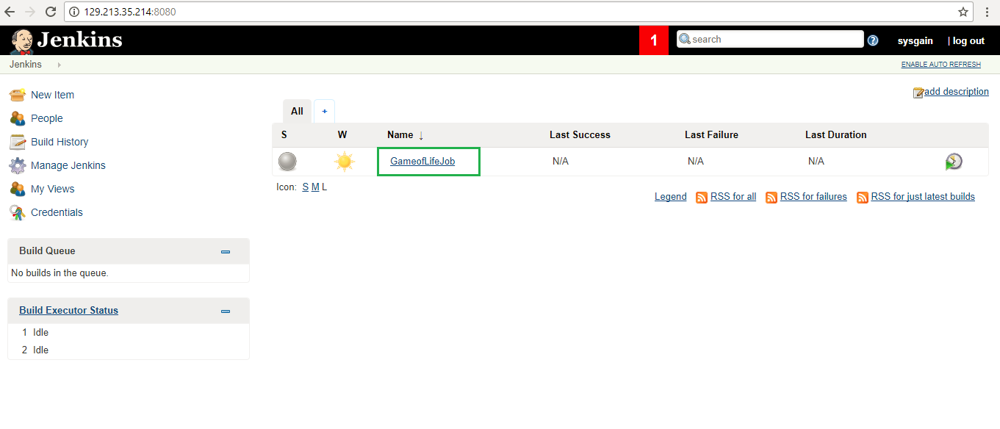 129.213.35.214:8080
Jenkins
1
search
?
sysgain
| log out
Jenkins
ENABLE AUTO REFRESH
New Item
People
Build History
Manage Jenkins
My Views
Credentials
add description
All
+
S W Name ↓ Last Success Last Failure Last Duration
GameofLifeJob N/A N/A N/A
Icon: S M L
Legend RSS for all RSS for failures RSS for just latest builds
Build Queue
No builds in the queue.
Build Executor Status
1 Idle
2 Idle